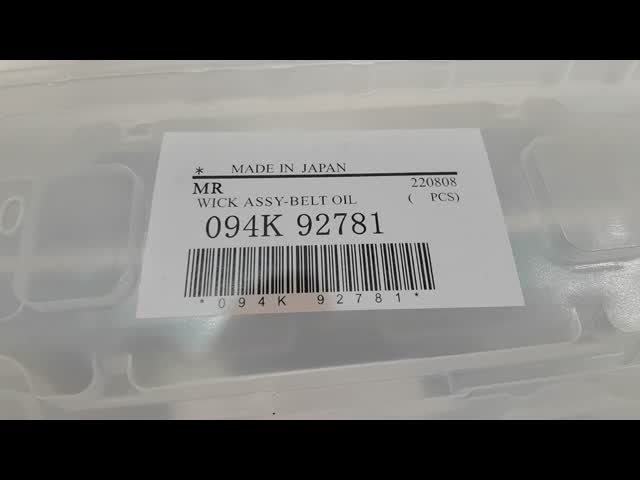 * MADE IN JAPAN
MR 220808
WICK ASSY-BELT OIL ( PCS)
094K 92781
*094K 92781*